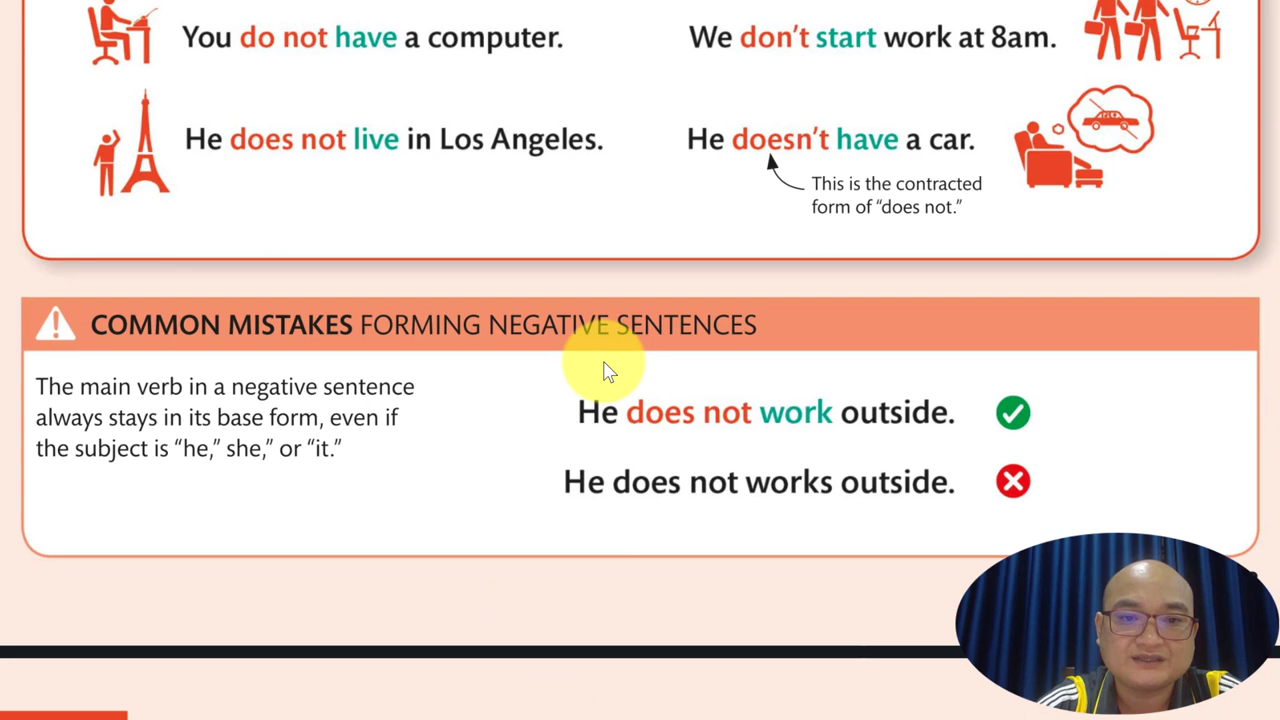 You do not have a computer.
We don't start work at 8am.
He does not live in Los Angeles.
He doesn't have a car.
This is the contracted
form of “does not.”
COMMON MISTAKES FORMING NEGATIVE SENTENCES
The main verb in a negative sentence
always stays in its base form, even if
the subject is “he,” she,” or “it.”
He does not work outside.
He does not works outside.